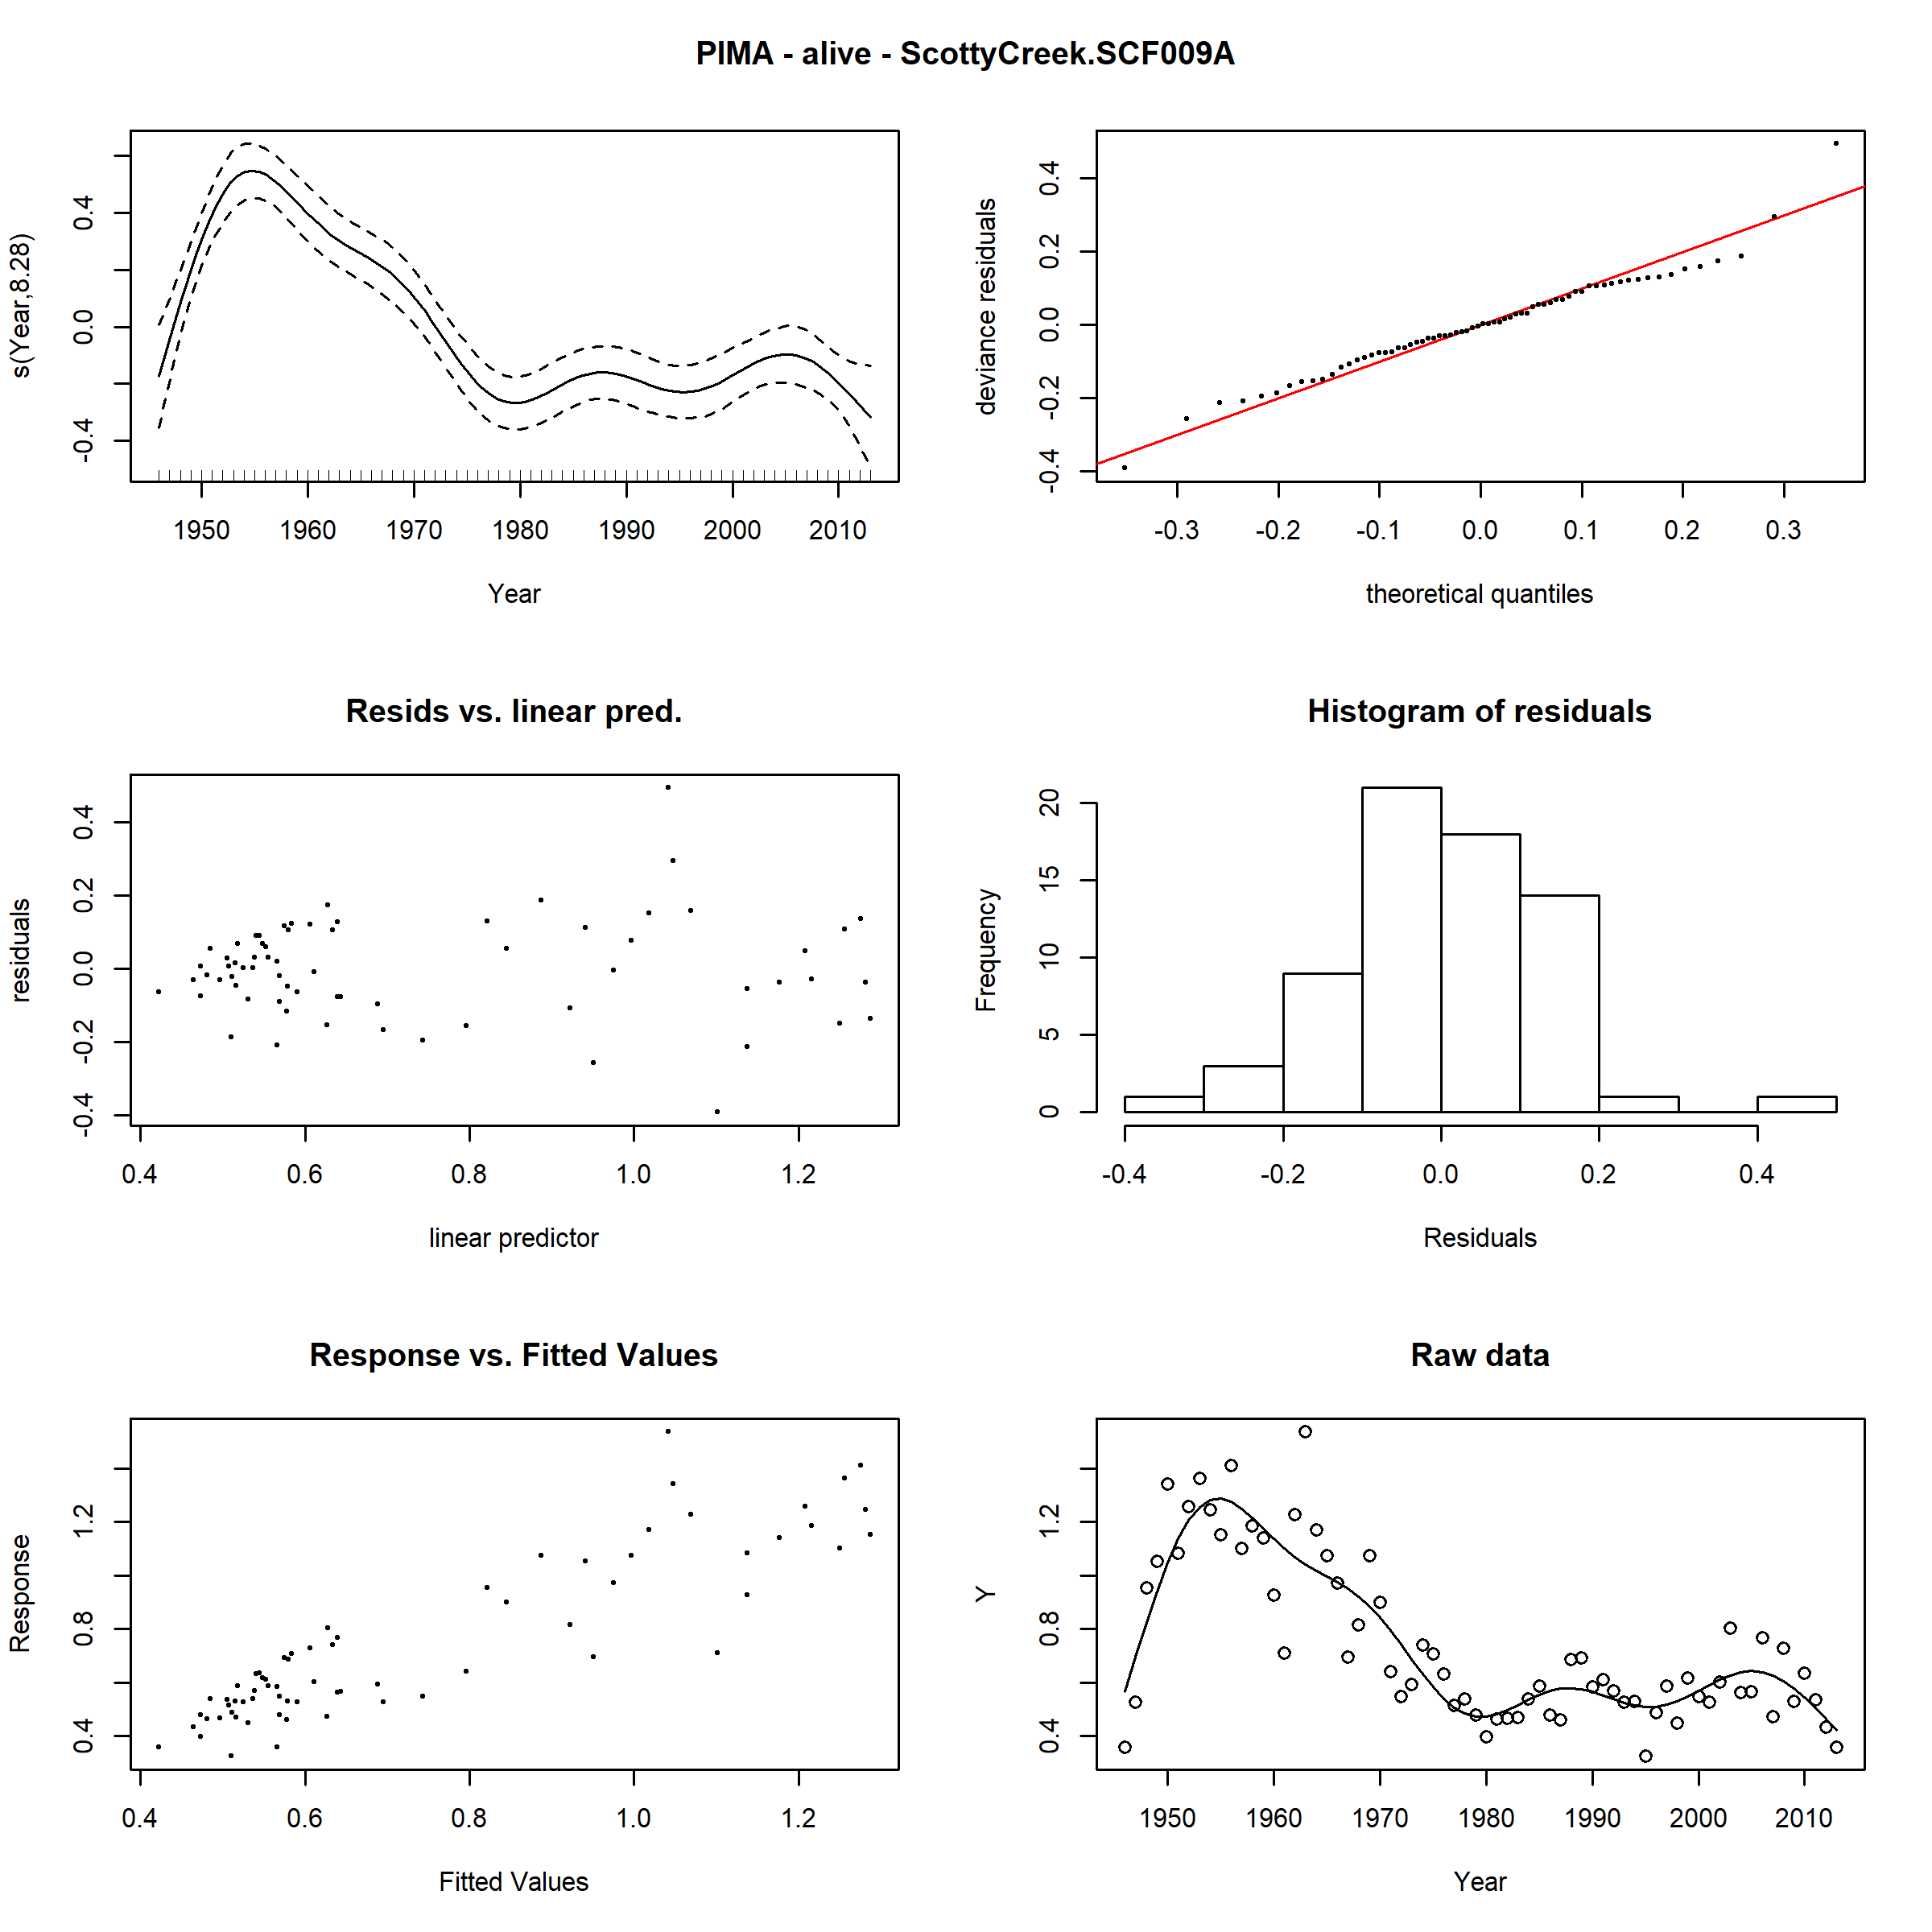 PIMA - alive - ScottyCreek.SCF009A
s(Year,8.28)
-0.4 0.0 0.4
1950 1960 1970 1980 1990 2000 2010
Year
deviance residuals
-0.4 -0.2 0.0 0.2 0.4
-0.3 -0.2 -0.1 0.0 0.1 0.2 0.3
theoretical quantiles
Resids vs. linear pred.
residuals
-0.4 -0.2 0.0 0.2 0.4
0.4 0.6 0.8 1.0 1.2
linear predictor
Histogram of residuals
Frequency
0 5 10 15 20
-0.4 -0.2 0.0 0.2 0.4
Residuals
Response vs. Fitted Values
Response
0.4 0.8 1.2
0.4 0.6 0.8 1.0 1.2
Fitted Values
Raw data
Y
0.4 0.8 1.2
1950 1960 1970 1980 1990 2000 2010
Year